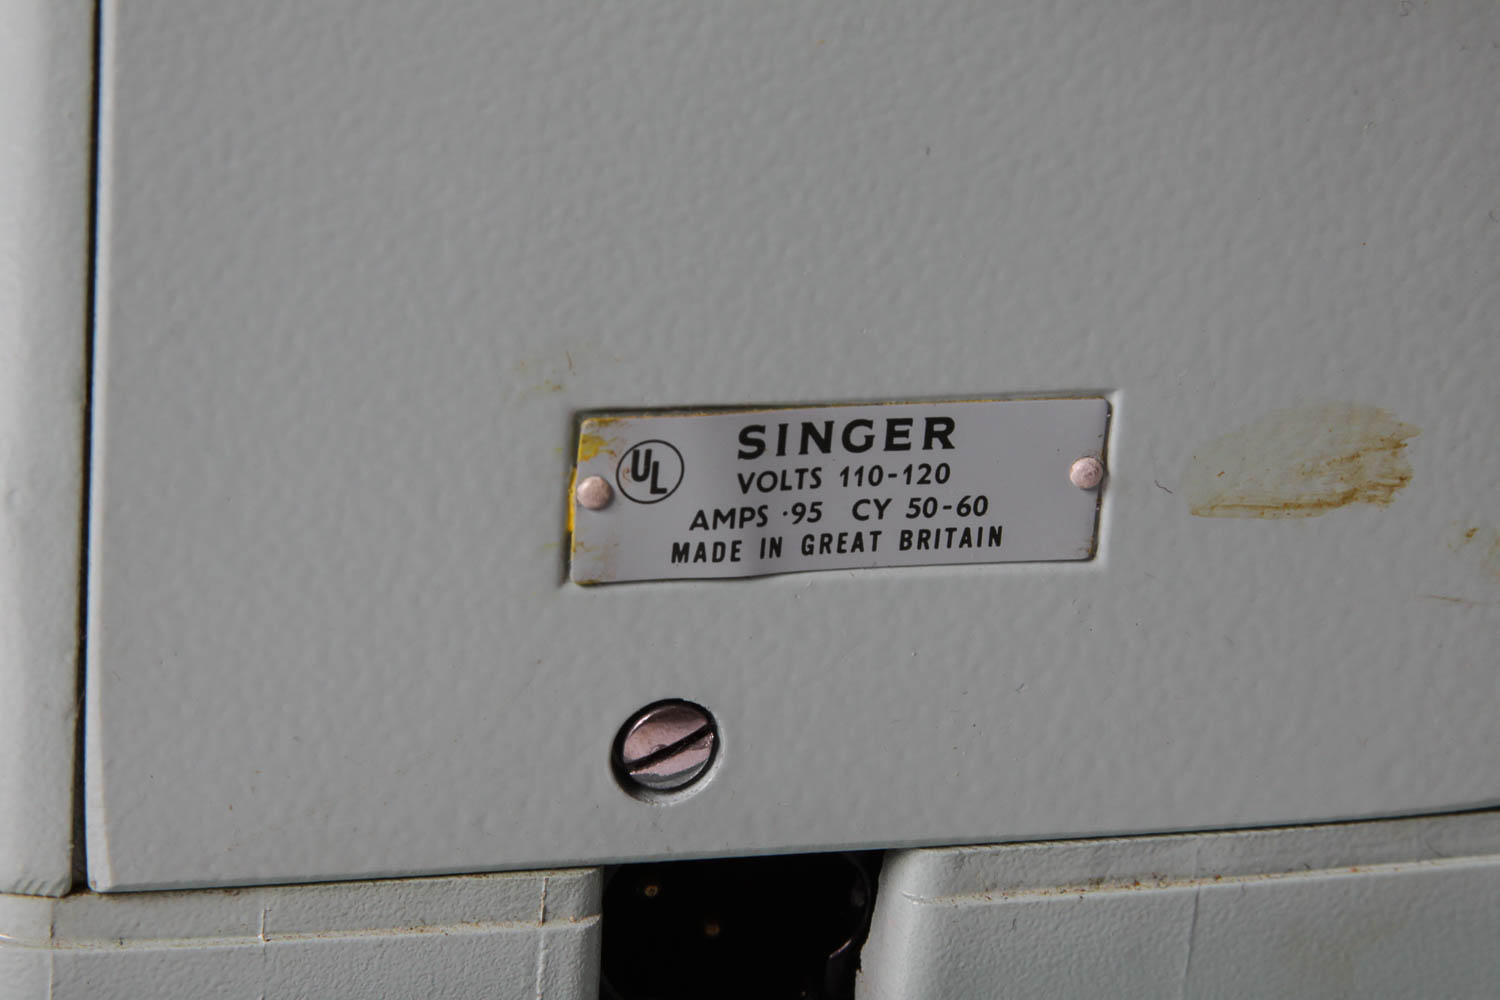 UL
SINGER
VOLTS 110-120
AMPS ·95 CY 50-60
MADE IN GREAT BRITAIN